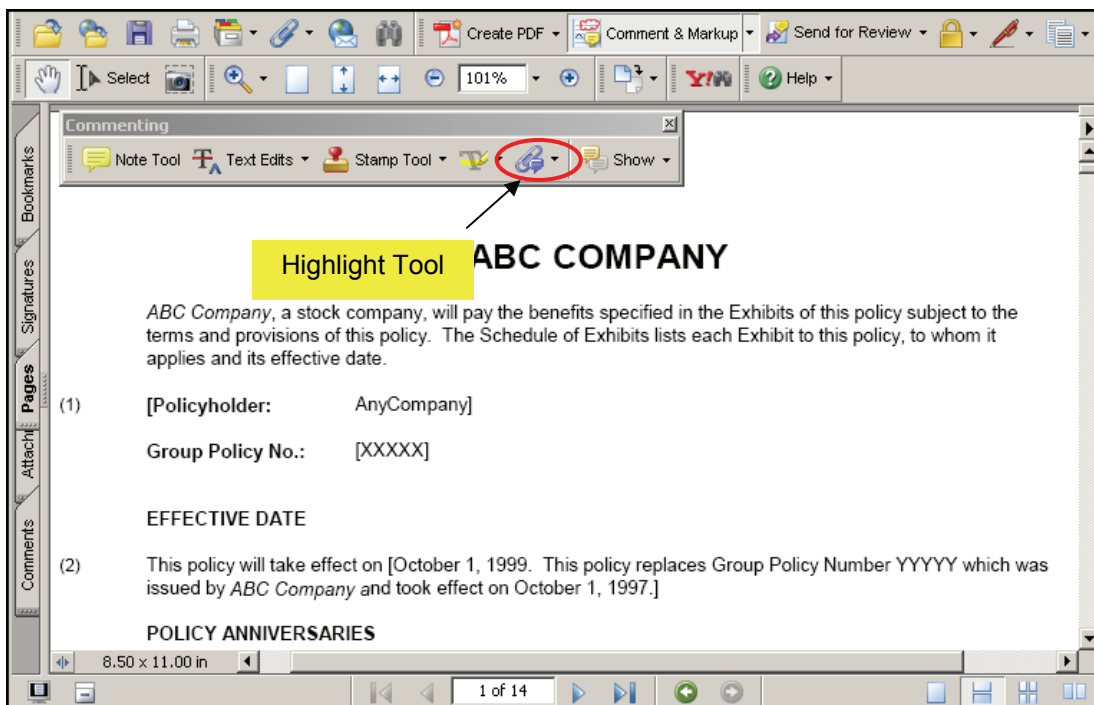 Create PDF Comment & Markup Send for Review
Select 101% Y! Help
Commenting
Note Tool Text Edits Stamp Tool Show
Highlight Tool
Bookmarks
Signatures
Pages
Attachm
Comments
ABC COMPANY
ABC Company, a stock company, will pay the benefits specified in the Exhibits of this policy subject to the
terms and provisions of this policy. The Schedule of Exhibits lists each Exhibit to this policy, to whom it
applies and its effective date.
(1) [Policyholder: AnyCompany]
Group Policy No.: [XXXXX]
EFFECTIVE DATE
(2) This policy will take effect on [October 1, 1999. This policy replaces Group Policy Number YYYYY which was
issued by ABC Company and took effect on October 1, 1997.]
POLICY ANNIVERSARIES
8.50 x 11.00 in
1 of 14